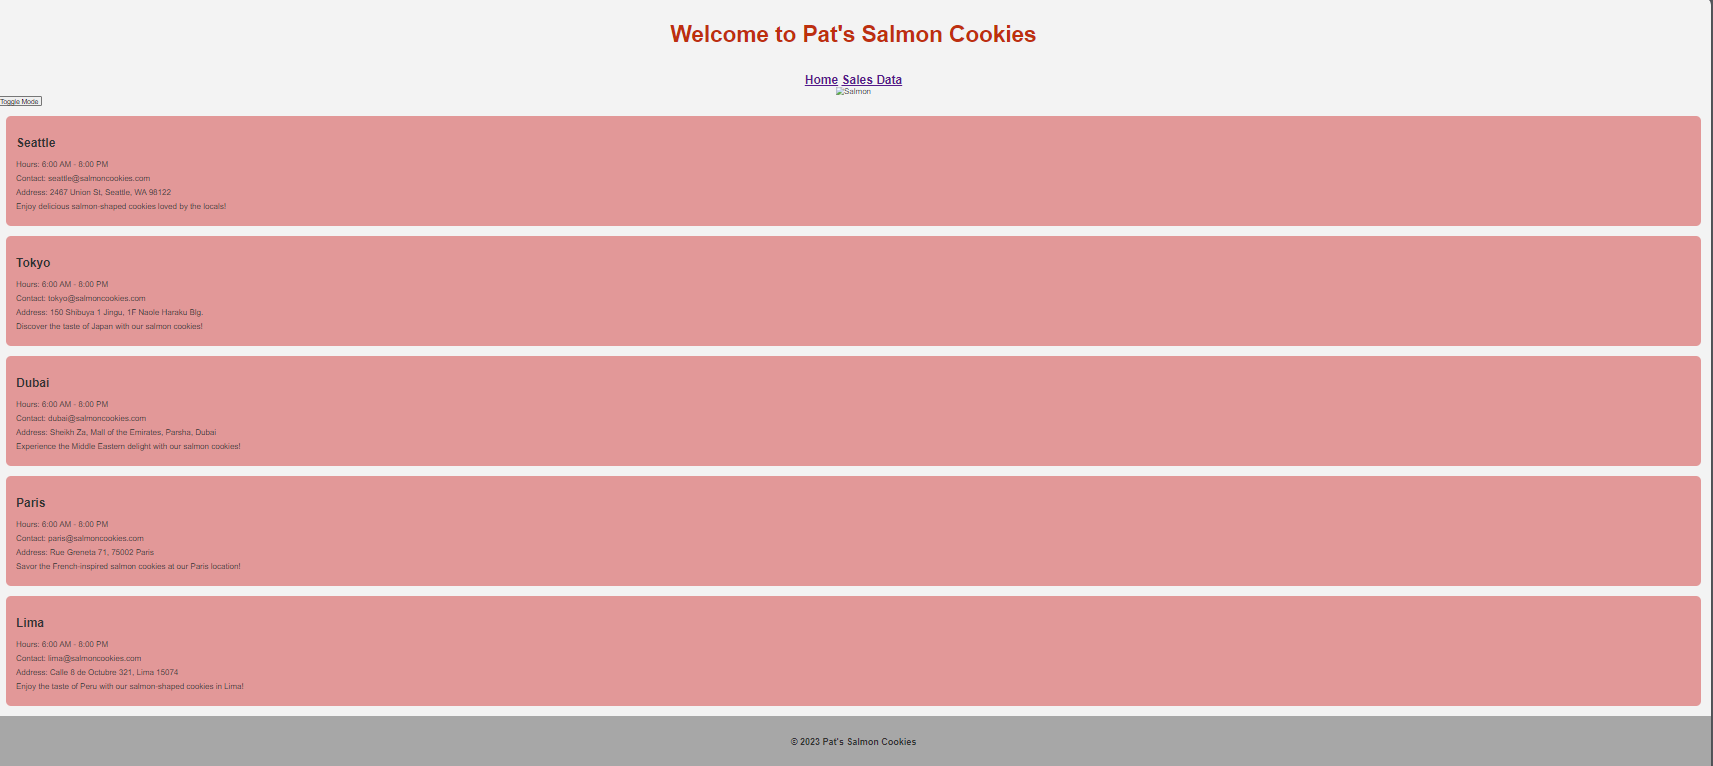 Welcome to Pat's Salmon Cookies
Home Sales Data
Salmon
Toggle Mode
Seattle
Hours: 6:00 AM - 8:00 PM
Contact: seattle@salmoncookies.com
Address: 2467 Union St, Seattle, WA 98122
Enjoy delicious salmon-shaped cookies loved by the locals!
Tokyo
Hours: 6:00 AM - 8:00 PM
Contact: tokyo@salmoncookies.com
Address: 150 Shibuya 1 Jingu, 1F Naole Haraku Blg.
Discover the taste of Japan with our salmon cookies!
Dubai
Hours: 6:00 AM - 8:00 PM
Contact: dubai@salmoncookies.com
Address: Sheikh Za, Mall of the Emirates, Parsha, Dubai
Experience the Middle Eastern delight with our salmon cookies!
Paris
Hours: 6:00 AM - 8:00 PM
Contact: paris@salmoncookies.com
Address: Rue Greneta 71, 75002 Paris
Savor the French-inspired salmon cookies at our Paris location!
Lima
Hours: 6:00 AM - 8:00 PM
Contact: lima@salmoncookies.com
Address: Calle 8 de Octubre 321, Lima 15074
Enjoy the taste of Peru with our salmon-shaped cookies in Lima!
© 2023 Pat's Salmon Cookies